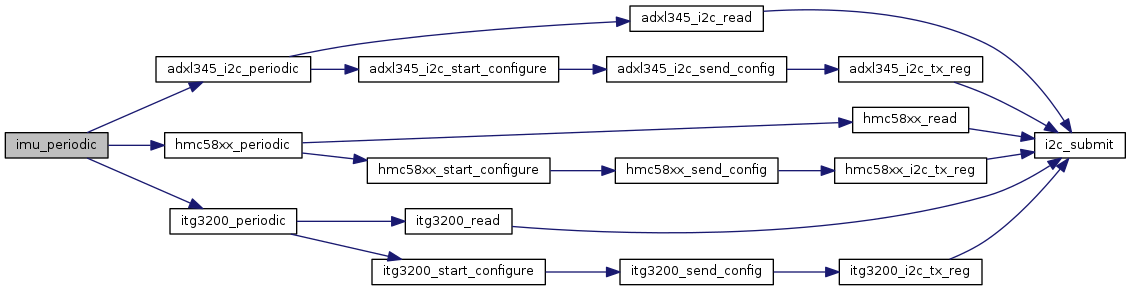 adxl345_i2c_read
adxl345_i2c_periodic
adxl345_i2c_start_configure
adxl345_i2c_send_config
adxl345_i2c_tx_reg
hmc58xx_read
imu_periodic
hmc58xx_periodic
i2c_submit
hmc58xx_start_configure
hmc58xx_send_config
hmc58xx_i2c_tx_reg
itg3200_periodic
itg3200_read
itg3200_start_configure
itg3200_send_config
itg3200_i2c_tx_reg